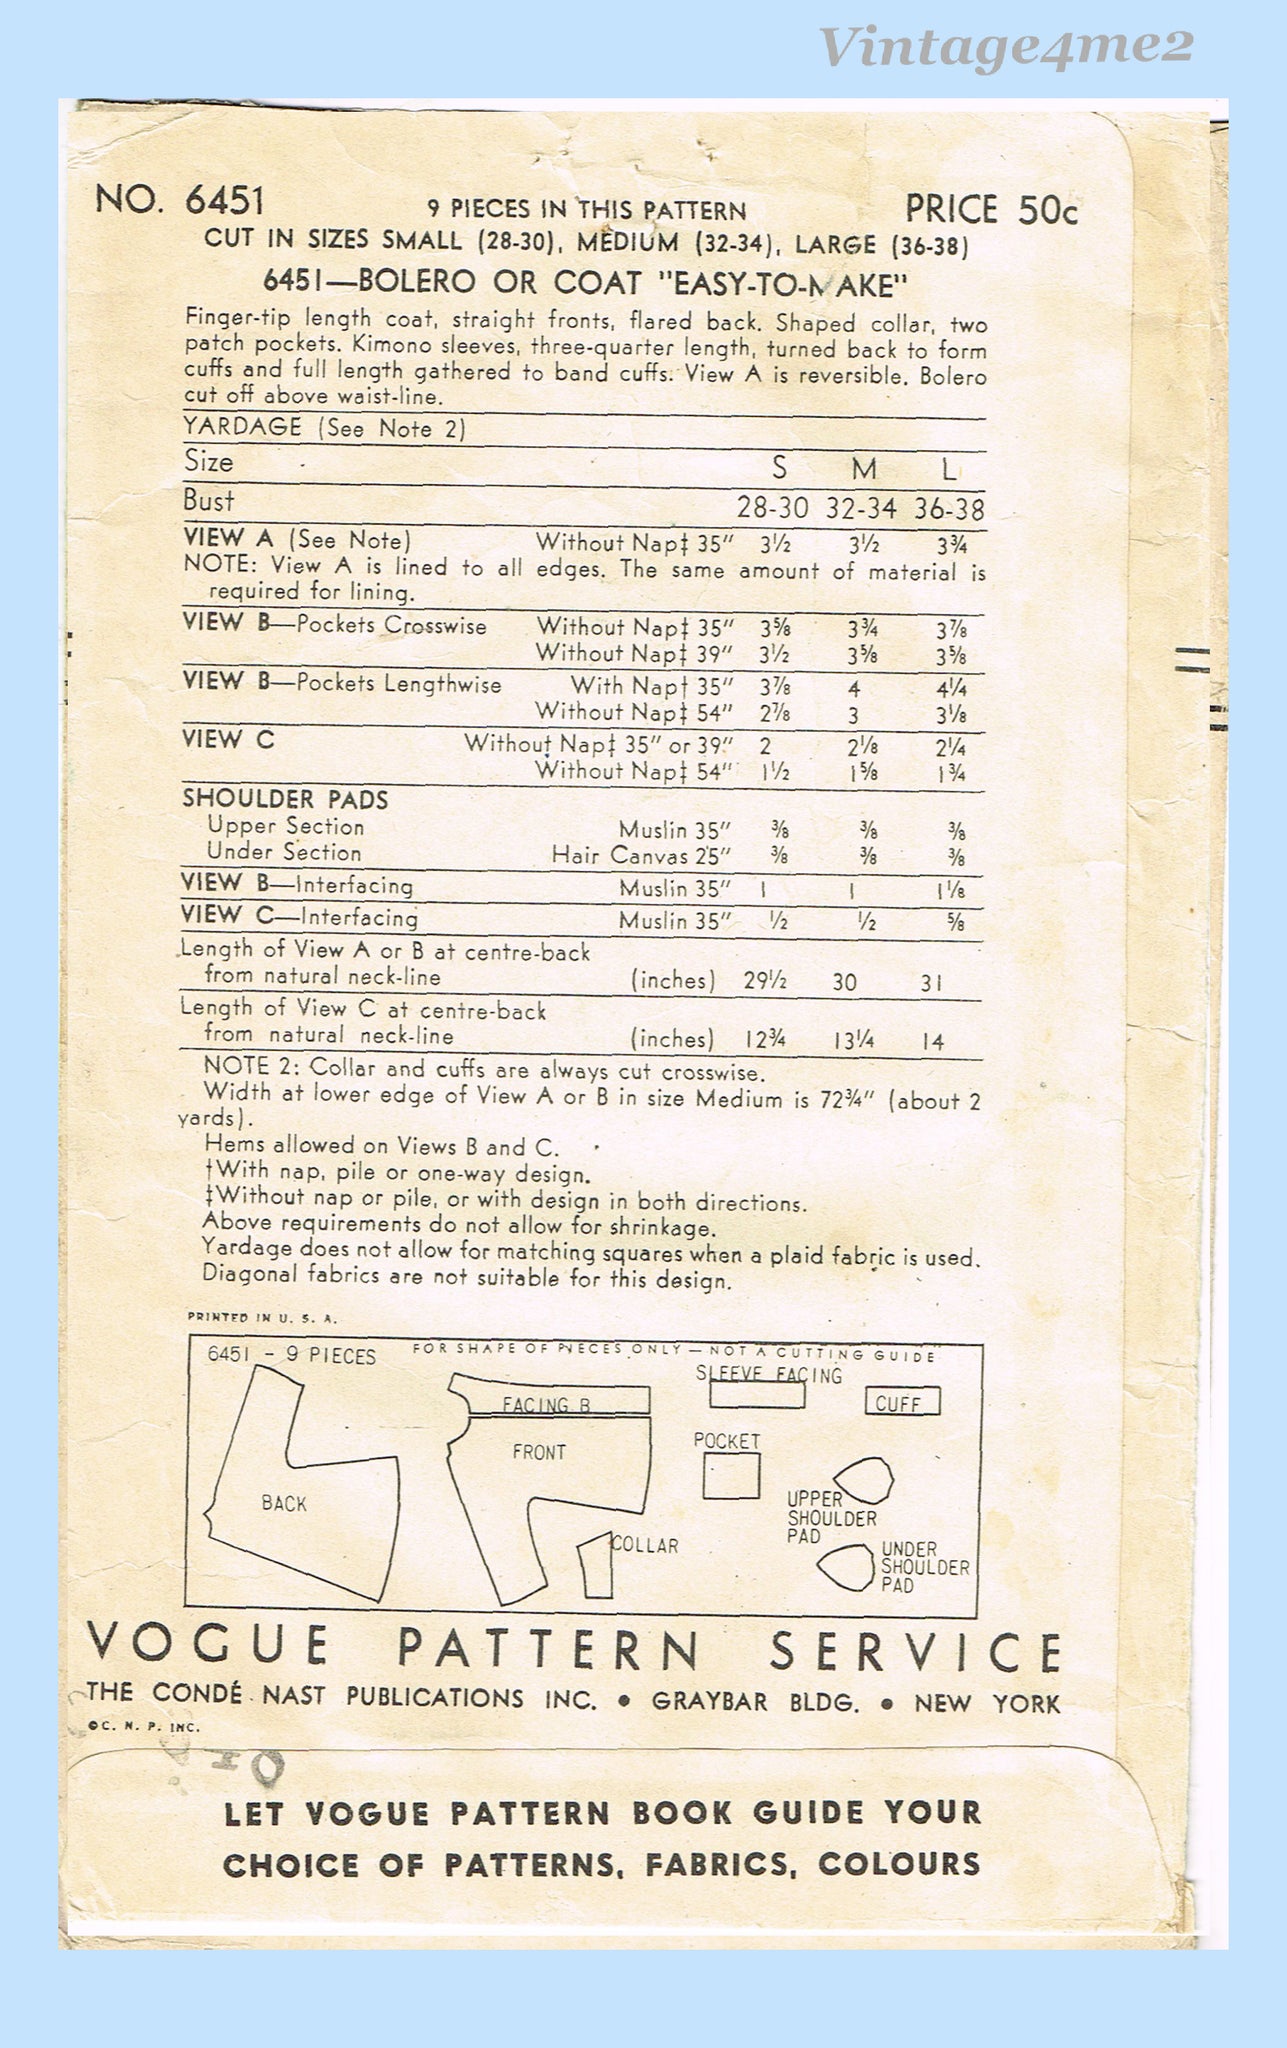 Vintage4me2
NO. 6451
9 PIECES IN THIS PATTERN
PRICE 50c
CUT IN SIZES SMALL (28-30), MEDIUM (32-34), LARGE (36-38)
6451—BOLERO OR COAT "EASY-TO-MAKE"
Finger-tip length coat, straight fronts, flared back. Shaped collar, two
patch pockets. Kimono sleeves, three-quarter length, turned back to form
cuffs and full length gathered to band cuffs. View A is reversible. Bolero
cut off above waist-line.
YARDAGE (See Note 2)
Size S M L
Bust 28-30 32-34 36-38
VIEW A (See Note) Without Nap‡ 35" 3½ 3½ 3¾
NOTE: View A is lined to all edges. The same amount of material is
required for lining.
VIEW B—Pockets Crosswise Without Nap‡ 35" 3⅝ 3¾ 3⅞
Without Nap‡ 39" 3½ 3⅝ 3⅝
VIEW B—Pockets Lengthwise With Nap† 35" 3⅞ 4 4¼
Without Nap‡ 54" 2⅞ 3 3⅛
VIEW C Without Nap‡ 35" or 39" 2 2⅛ 2¼
Without Nap‡ 54" 1½ 1⅝ 1¾
SHOULDER PADS
Upper Section Muslin 35" ⅜ ⅜ ⅜
Under Section Hair Canvas 25" ⅜ ⅜ ⅜
VIEW B—Interfacing Muslin 35" 1 1 1⅛
VIEW C—Interfacing Muslin 35" ½ ½ ⅝
Length of View A or B at centre-back
from natural neck-line (inches) 29½ 30 31
Length of View C at centre-back
from natural neck-line (inches) 12¾ 13¼ 14
NOTE 2: Collar and cuffs are always cut crosswise.
Width at lower edge of View A or B in size Medium is 72¾" (about 2
yards).
Hems allowed on Views B and C.
†With nap, pile or one-way design.
‡Without nap or pile, or with design in both directions.
Above requirements do not allow for shrinkage.
Yardage does not allow for matching squares when a plaid fabric is used.
Diagonal fabrics are not suitable for this design.
PRINTED IN U. S. A.
6451 - 9 PIECES
FOR SHAPE OF PIECES ONLY — NOT A CUTTING GUIDE
SLEEVE FACING
FACING B
CUFF
POCKET
FRONT
BACK
UPPER
SHOULDER
PAD
COLLAR
UNDER
SHOULDER
PAD
VOGUE PATTERN SERVICE
THE CONDÉ NAST PUBLICATIONS INC. • GRAYBAR BLDG. • NEW YORK
©C. N. P. INC.
LET VOGUE PATTERN BOOK GUIDE YOUR
CHOICE OF PATTERNS, FABRICS, COLOURS